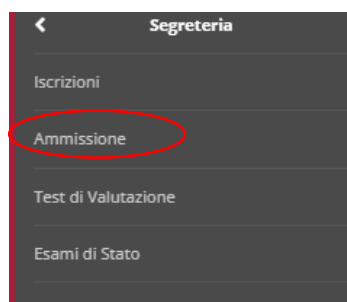 Segreteria
Iscrizioni
Ammissione
Test di Valutazione
Esami di Stato